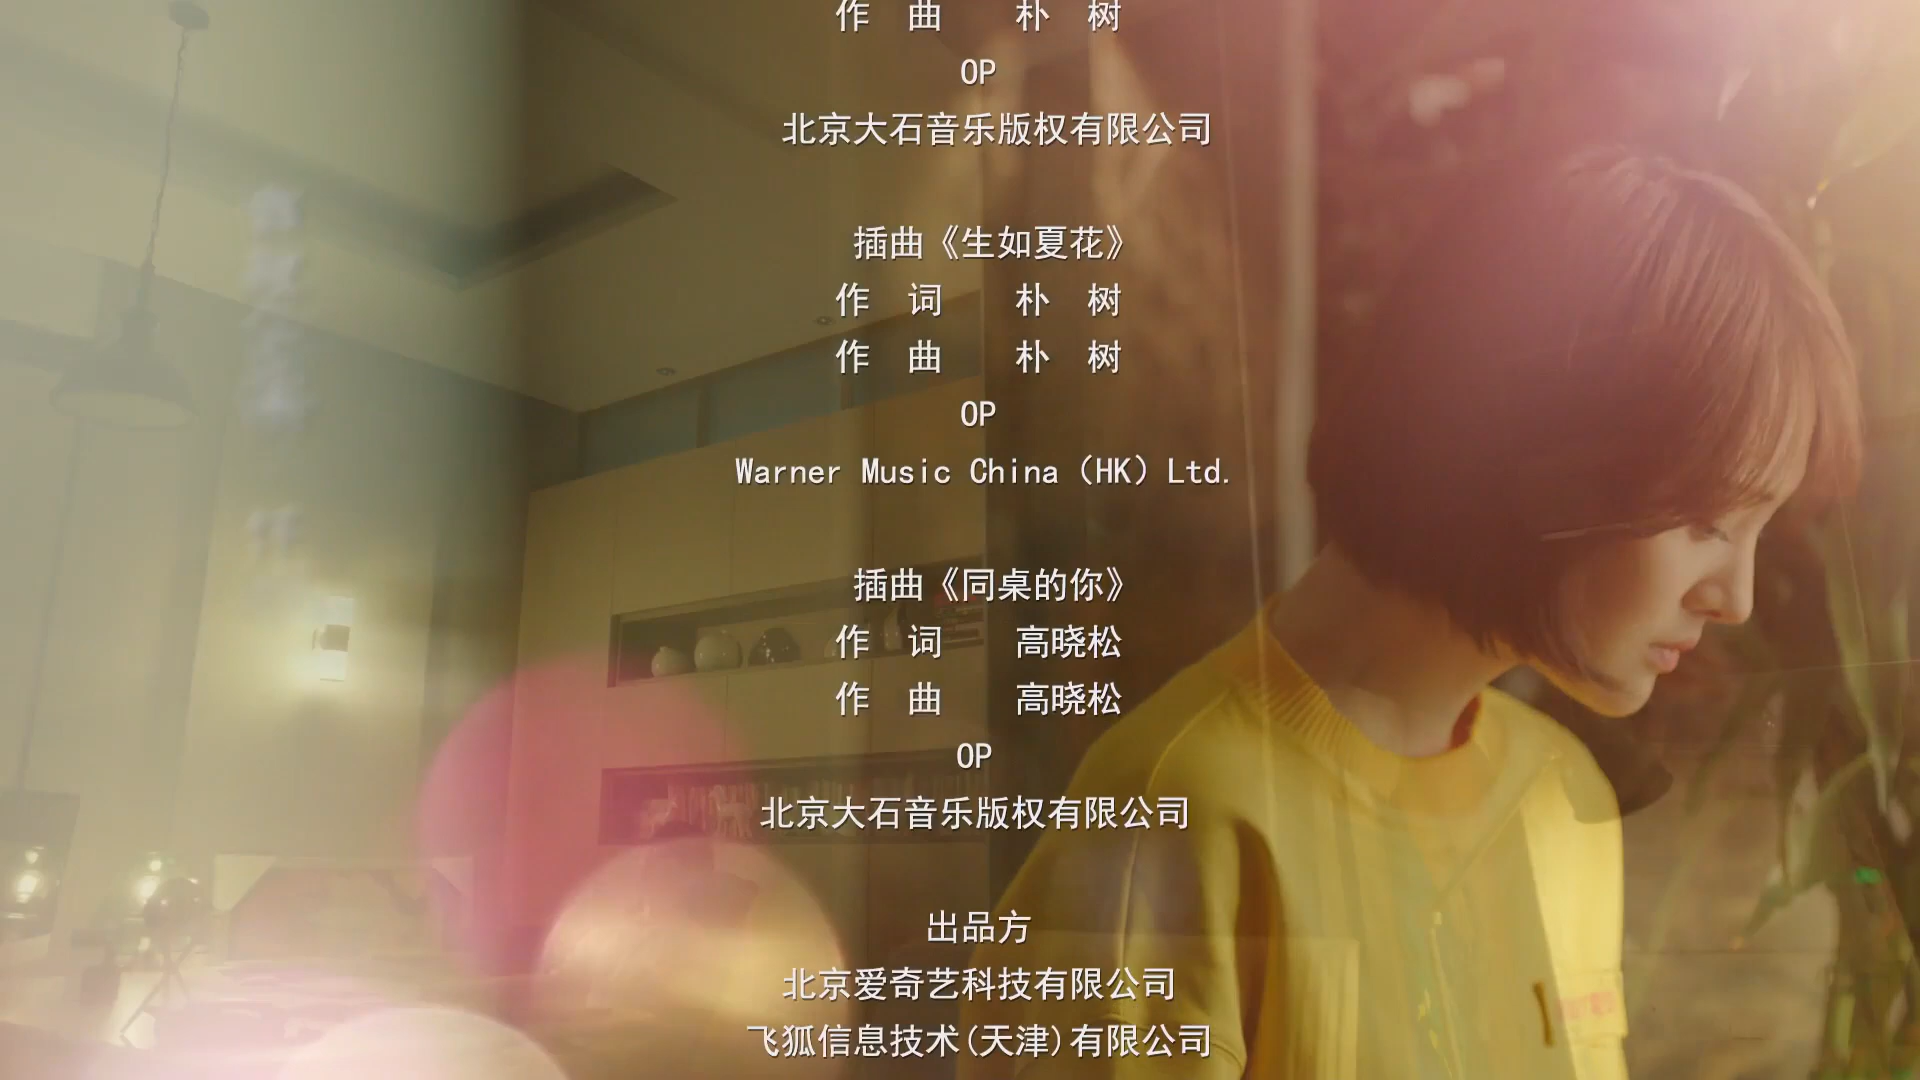 作 曲 朴 树
OP
北京大石音乐版权有限公司
插曲《生如夏花》
作 词 朴 树
作 曲 朴 树
OP
Warner Music China（HK）Ltd.
插曲《同桌的你》
作 词 高晓松
作 曲 高晓松
OP
北京大石音乐版权有限公司
出品方
北京爱奇艺科技有限公司
飞狐信息技术(天津)有限公司